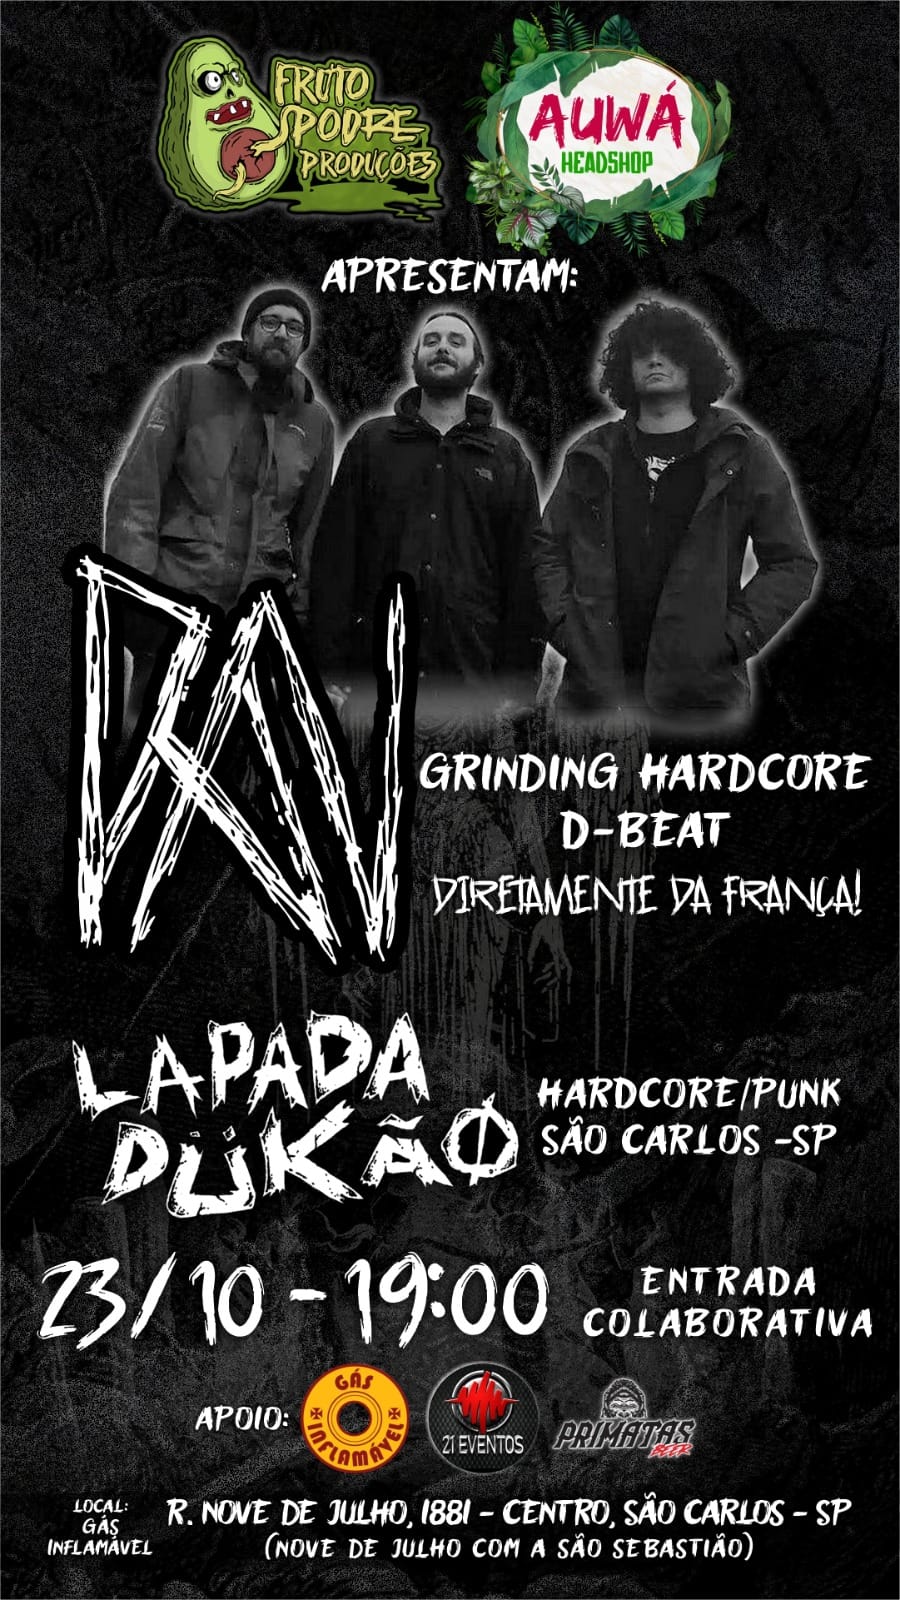 FRUTO
PODRE
PRODUÇÕES
AUWÁ
HEADSHOP
APRESENTAM:
GRINDING HARDCORE
D-BEAT
DIRETAMENTE DA FRANÇA!
LAPADA
DÜKÃO
HARDCORE/PUNK
SÃO CARLOS -SP
23/10 - 19:00
ENTRADA
COLABORATIVA
APOIO:
GÁS
INFLAMÁVEL
21 EVENTOS
PRIMATAS
BEER
LOCAL:
GÁS
INFLAMÁVEL
R. NOVE DE JULHO, 1881 - CENTRO, SÃO CARLOS - SP
(NOVE DE JULHO COM A SÃO SEBASTIÃO)